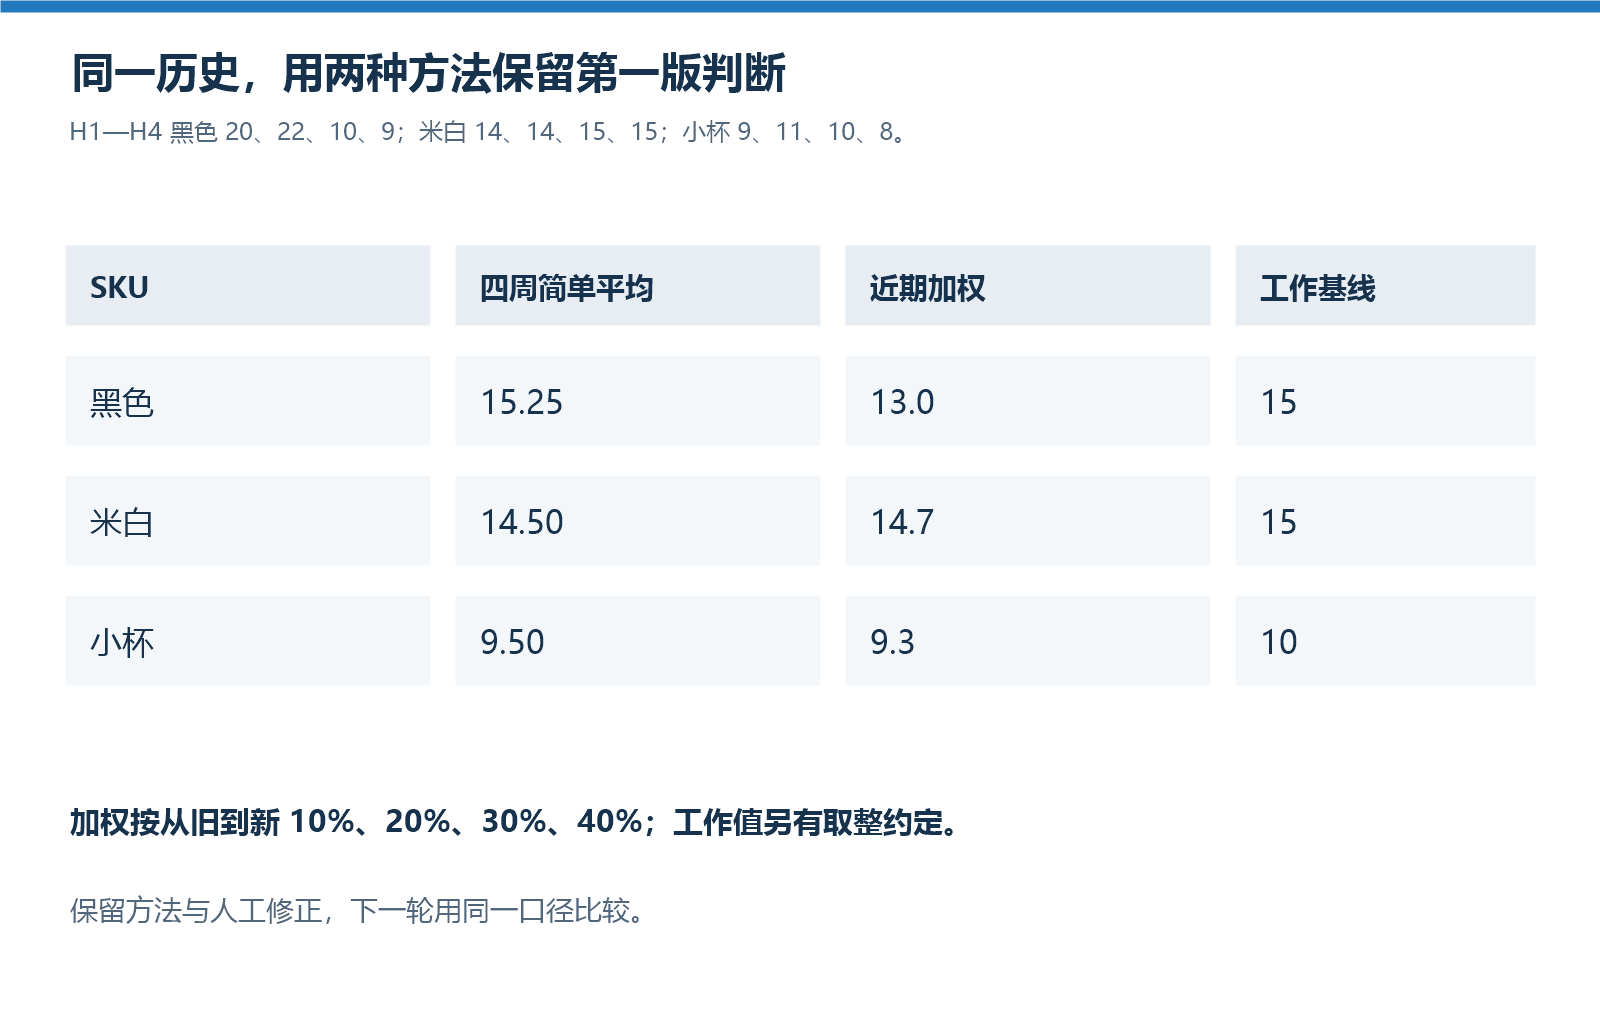 同一历史，用两种方法保留第一版判断
H1—H4 黑色 20、22、10、9；米白 14、14、15、15；小杯 9、11、10、8。
SKU 四周简单平均 近期加权 工作基线
黑色 15.25 13.0 15
米白 14.50 14.7 15
小杯 9.50 9.3 10
加权按从旧到新 10%、20%、30%、40%；工作值另有取整约定。
保留方法与人工修正，下一轮用同一口径比较。